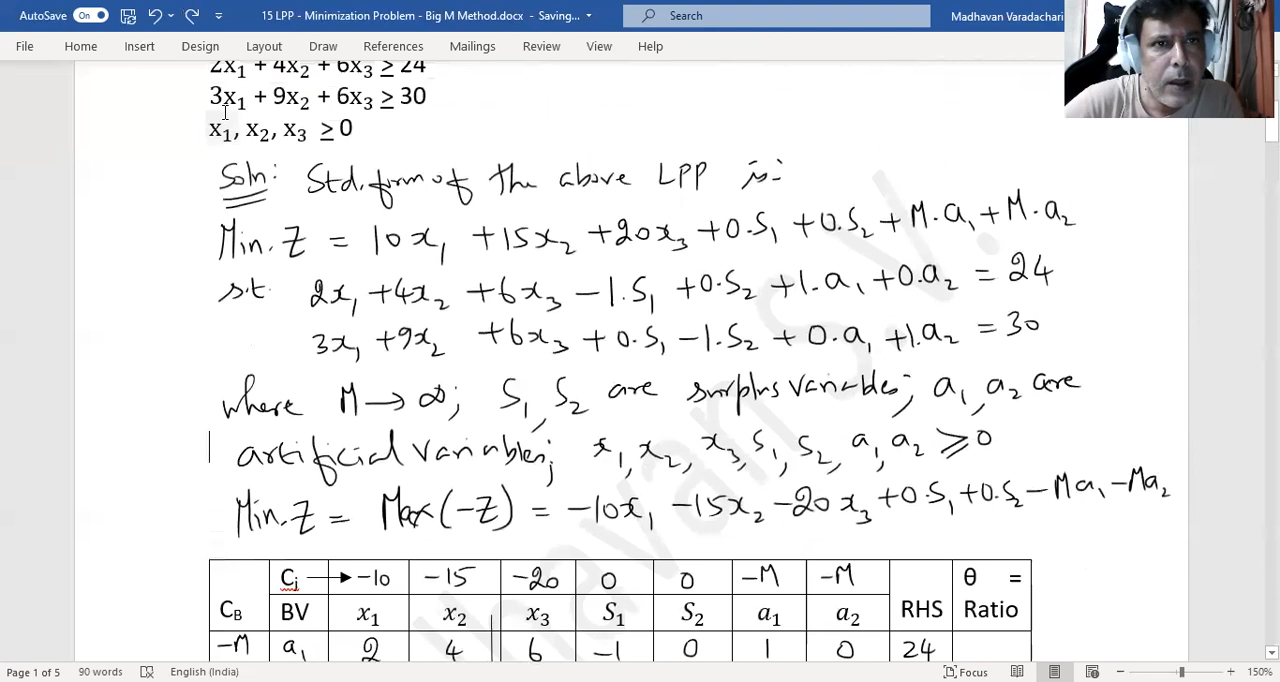 AutoSave On 15 LPP - Minimization Problem - Big M Method.docx - Saving... Search Madhavan Varadachari
File Home Insert Design Layout Draw References Mailings Review View Help
2x₁ + 4x₂ + 6x₃ ≥ 24
3x₁ + 9x₂ + 6x₃ ≥ 30
x₁, x₂, x₃ ≥ 0
Soln: Std. form of the above LPP is:
Min. Z = 10x₁ + 15x₂ + 20x₃ + 0.S₁ + 0.S₂ + M.a₁ + M.a₂
s.t. 2x₁ + 4x₂ + 6x₃ - 1.S₁ + 0.S₂ + 1.a₁ + 0.a₂ = 24
3x₁ + 9x₂ + 6x₃ + 0.S₁ - 1.S₂ + 0.a₁ + 1.a₂ = 30
where M → ∞; S₁, S₂ are surplus variables; a₁, a₂ are
artificial variables; x₁, x₂, x₃, S₁, S₂, a₁, a₂ ≥ 0
Min. Z = Max (-Z) = -10x₁ - 15x₂ - 20x₃ + 0.S₁ + 0.S₂ - Ma₁ - Ma₂
Cj → -10 -15 -20 0 0 -M -M θ =
CB BV x₁ x₂ x₃ S₁ S₂ a₁ a₂ RHS Ratio
-M a₁ 2 4 6 -1 0 1 0 24
Page 1 of 5 90 words English (India) Focus 150%